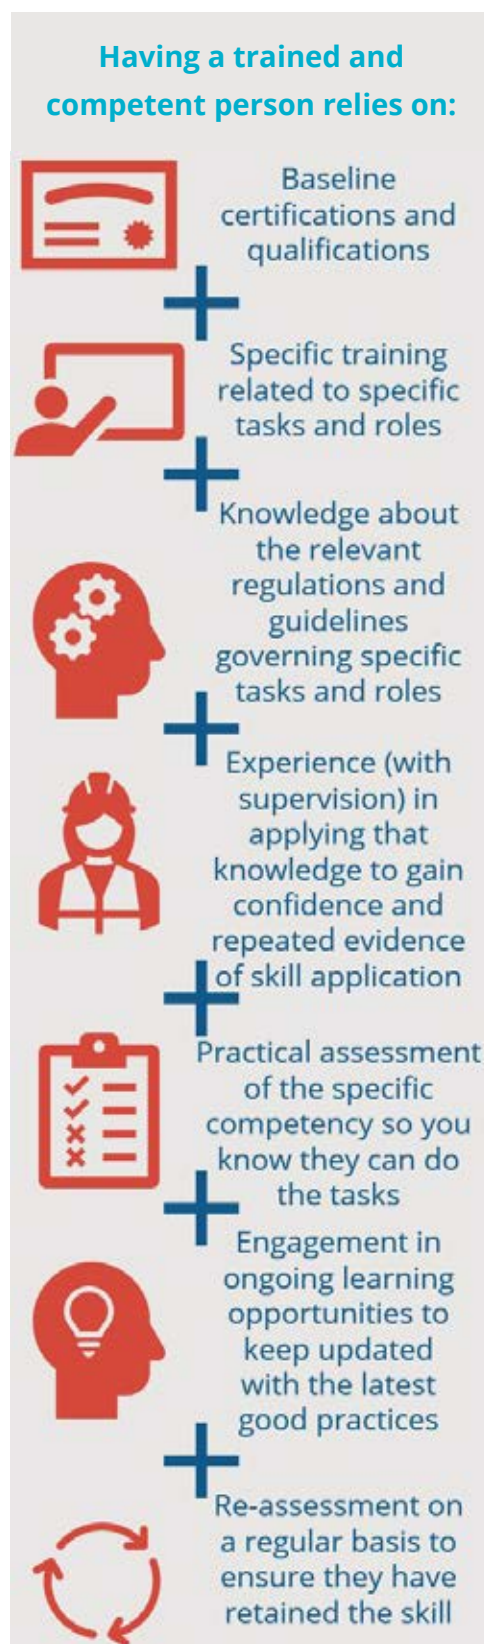 Having a trained and
competent person relies on:
Baseline
certifications and
qualifications
Specific training
related to specific
tasks and roles
Knowledge about
the relevant
regulations and
guidelines
governing specific
tasks and roles
Experience (with
supervision) in
applying that
knowledge to gain
confidence and
repeated evidence
of skill application
Practical assessment
of the specific
competency so you
know they can do
the tasks
Engagement in
ongoing learning
opportunities to
keep updated
with the latest
good practices
Re-assessment on
a regular basis to
ensure they have
retained the skill